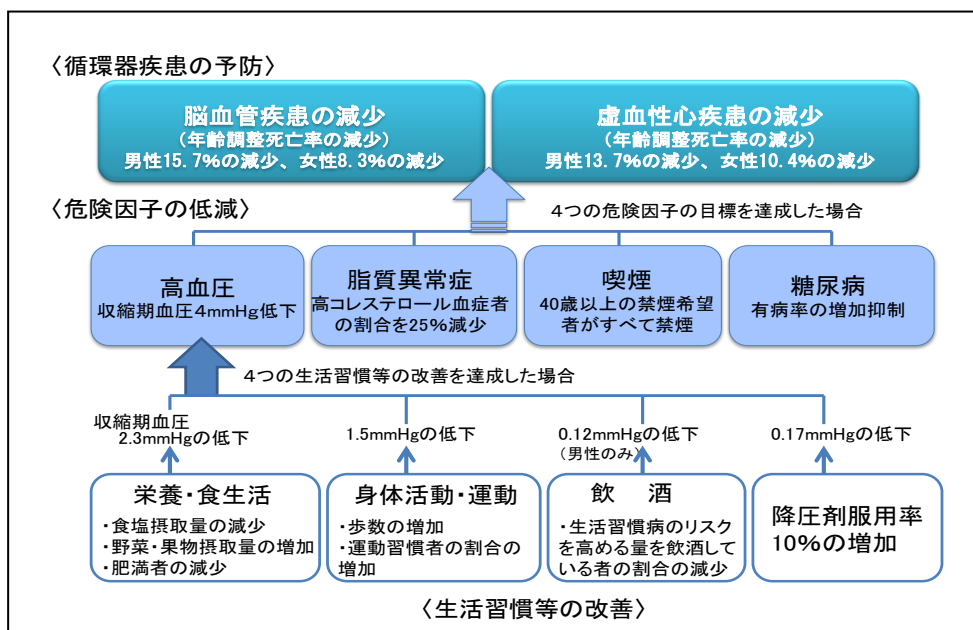 〈循環器疾患の予防〉
脳血管疾患の減少
(年齢調整死亡率の減少)
男性15.7%の減少、女性8.3%の減少
虚血性心疾患の減少
(年齢調整死亡率の減少)
男性13.7%の減少、女性10.4%の減少
〈危険因子の低減〉
4つの危険因子の目標を達成した場合
高血圧
収縮期血圧4mmHg低下
脂質異常症
高コレステロール血症者
の割合を25%減少
喫煙
40歳以上の禁煙希望
者がすべて禁煙
糖尿病
有病率の増加抑制
4つの生活習慣等の改善を達成した場合
収縮期血圧
2.3mmHgの低下
1.5mmHgの低下
0.12mmHgの低下
(男性のみ)
0.17mmHgの低下
栄養・食生活
・食塩摂取量の減少
・野菜・果物摂取量の増加
・肥満者の減少
身体活動・運動
・歩数の増加
・運動習慣者の割合の
増加
飲 酒
・生活習慣病のリスク
を高める量を飲酒して
いる者の割合の減少
降圧剤服用率
10%の増加
〈生活習慣等の改善〉